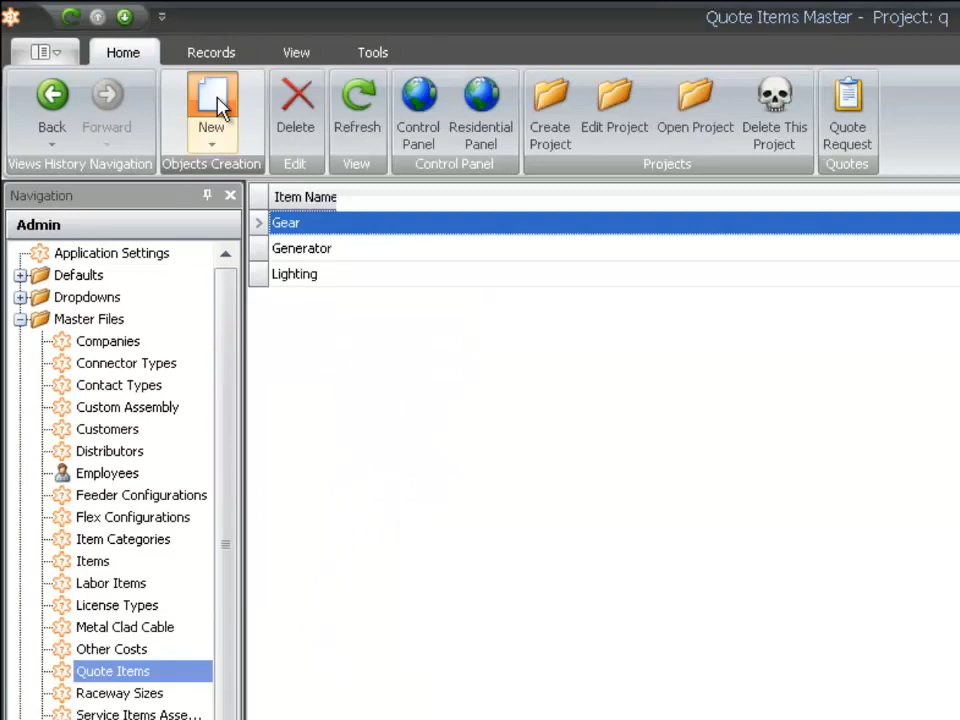 Quote Items Master - Project: q
Home Records View Tools
Back Forward New Delete Refresh Control Panel Residential Panel Create Project Edit Project Open Project Delete This Project Quote Request
Views History Navigation Objects Creation Edit View Control Panel Projects Quotes
Navigation
Admin
Application Settings
Defaults
Dropdowns
Master Files
Companies
Connector Types
Contact Types
Custom Assembly
Customers
Distributors
Employees
Feeder Configurations
Flex Configurations
Item Categories
Items
Labor Items
License Types
Metal Clad Cable
Other Costs
Quote Items
Raceway Sizes
Service Items Asse...
Item Name
Gear
Generator
Lighting